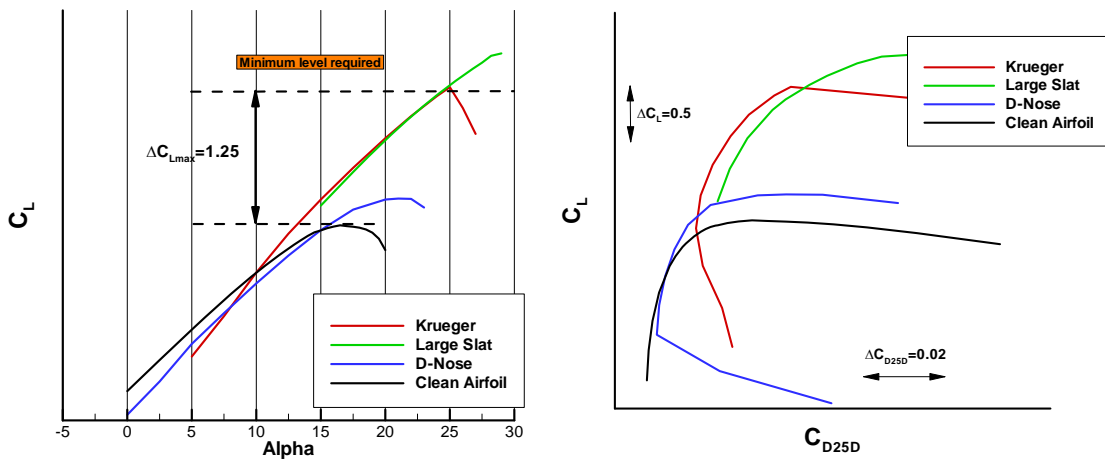 Minimum level required
ΔCLmax=1.25
CL
Krueger
Large Slat
D-Nose
Clean Airfoil
-5 0 5 10 15 20 25 30
Alpha
Krueger
Large Slat
D-Nose
Clean Airfoil
ΔCL=0.5
CL
ΔCD25D=0.02
CD25D